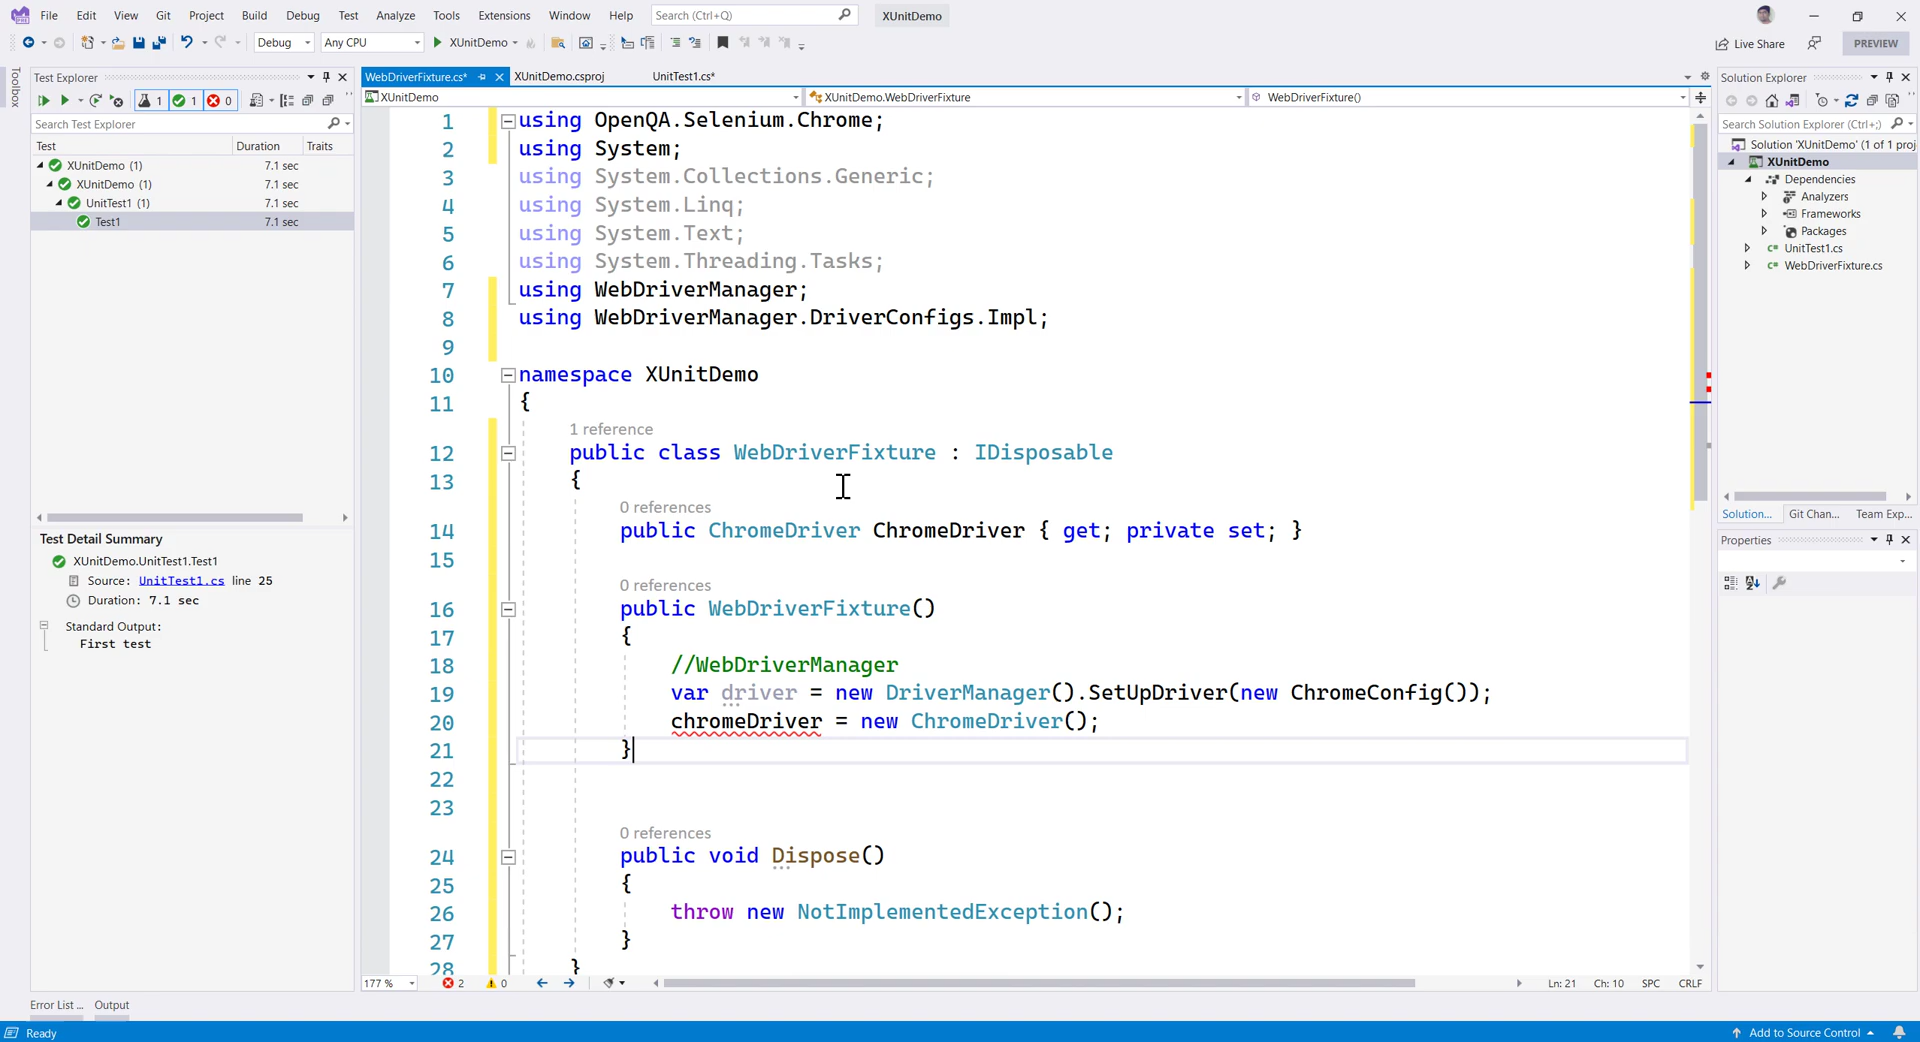 File Edit View Git Project Build Debug Test Analyze Tools Extensions Window Help Search (Ctrl+Q) XUnitDemo
Debug Any CPU XUnitDemo Live Share PREVIEW
Toolbox
Test Explorer
1 1 0
Search Test Explorer
Test Duration Traits
XUnitDemo (1) 7.1 sec
XUnitDemo (1) 7.1 sec
UnitTest1 (1) 7.1 sec
Test1 7.1 sec
Test Detail Summary
XUnitDemo.UnitTest1.Test1
Source: UnitTest1.cs line 25
Duration: 7.1 sec
Standard Output:
First test
WebDriverFixture.cs* XUnitDemo.csproj UnitTest1.cs*
XUnitDemo XUnitDemo.WebDriverFixture WebDriverFixture()
1 using OpenQA.Selenium.Chrome;
2 using System;
3 using System.Collections.Generic;
4 using System.Linq;
5 using System.Text;
6 using System.Threading.Tasks;
7 using WebDriverManager;
8 using WebDriverManager.DriverConfigs.Impl;
9
10 namespace XUnitDemo
11 {
1 reference
12 public class WebDriverFixture : IDisposable
13 {
0 references
14 public ChromeDriver ChromeDriver { get; private set; }
15
0 references
16 public WebDriverFixture()
17 {
18 //WebDriverManager
19 var driver = new DriverManager().SetUpDriver(new ChromeConfig());
20 chromeDriver = new ChromeDriver();
21 }
22
23
0 references
24 public void Dispose()
25 {
26 throw new NotImplementedException();
27 }
28 }
177 % 2 0 Ln: 21 Ch: 10 SPC CRLF
Solution Explorer
Search Solution Explorer (Ctrl+;)
Solution 'XUnitDemo' (1 of 1 proj
XUnitDemo
Dependencies
Analyzers
Frameworks
Packages
UnitTest1.cs
WebDriverFixture.cs
Solution... Git Chan... Team Exp...
Properties
Error List ... Output
Ready Add to Source Control